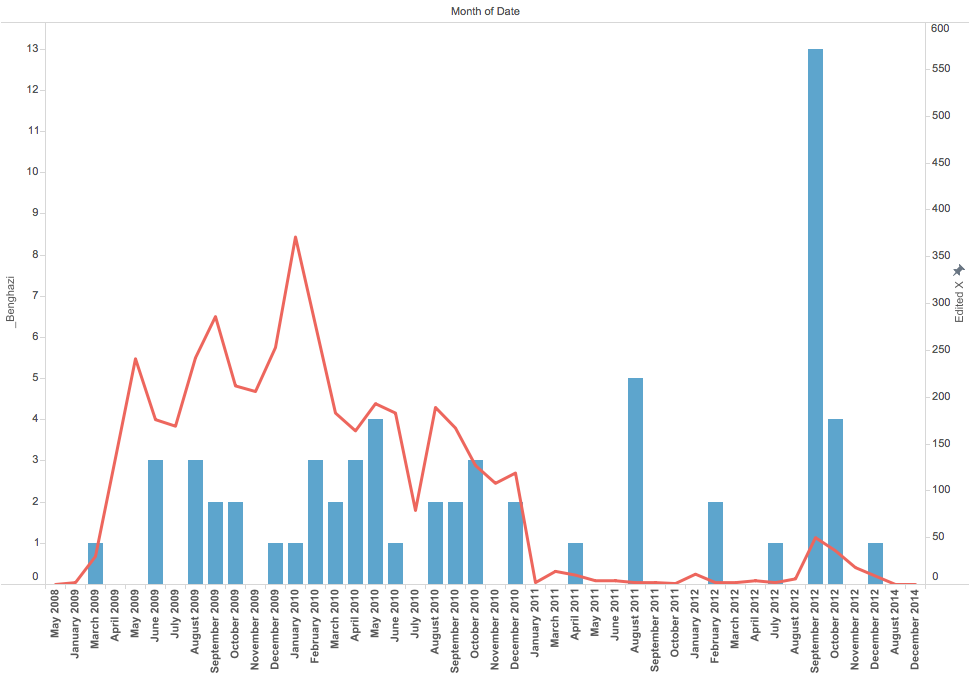 Month of Date
13
12
11
10
9
8
7
6
5
4
3
2
1
0
_Benghazi
600
550
500
450
400
350
300
250
200
150
100
50
0
Edited X
May 2008
January 2009
March 2009
April 2009
May 2009
June 2009
July 2009
August 2009
September 2009
October 2009
November 2009
December 2009
January 2010
February 2010
March 2010
April 2010
May 2010
June 2010
July 2010
August 2010
September 2010
October 2010
November 2010
December 2010
January 2011
March 2011
April 2011
May 2011
June 2011
August 2011
September 2011
October 2011
January 2012
February 2012
March 2012
April 2012
July 2012
August 2012
September 2012
October 2012
November 2012
December 2012
August 2014
December 2014